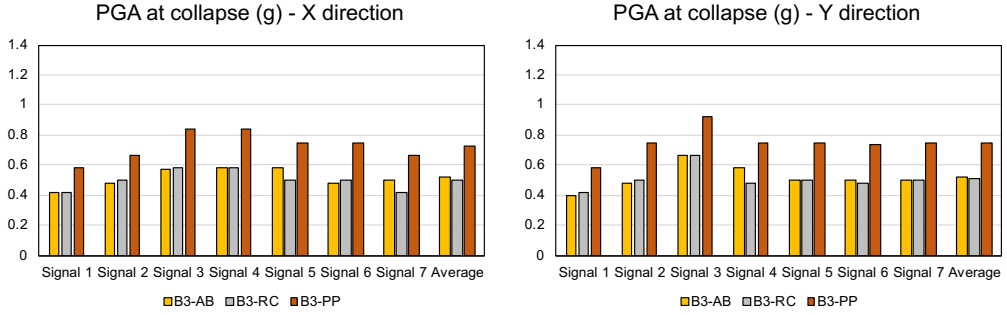 PGA at collapse (g) - X direction
1.4
1.2
1
0.8
0.6
0.4
0.2
0
Signal 1 Signal 2 Signal 3 Signal 4 Signal 5 Signal 6 Signal 7 Average
B3-AB B3-RC B3-PP
PGA at collapse (g) - Y direction
1.4
1.2
1
0.8
0.6
0.4
0.2
0
Signal 1 Signal 2 Signal 3 Signal 4 Signal 5 Signal 6 Signal 7 Average
B3-AB B3-RC B3-PP